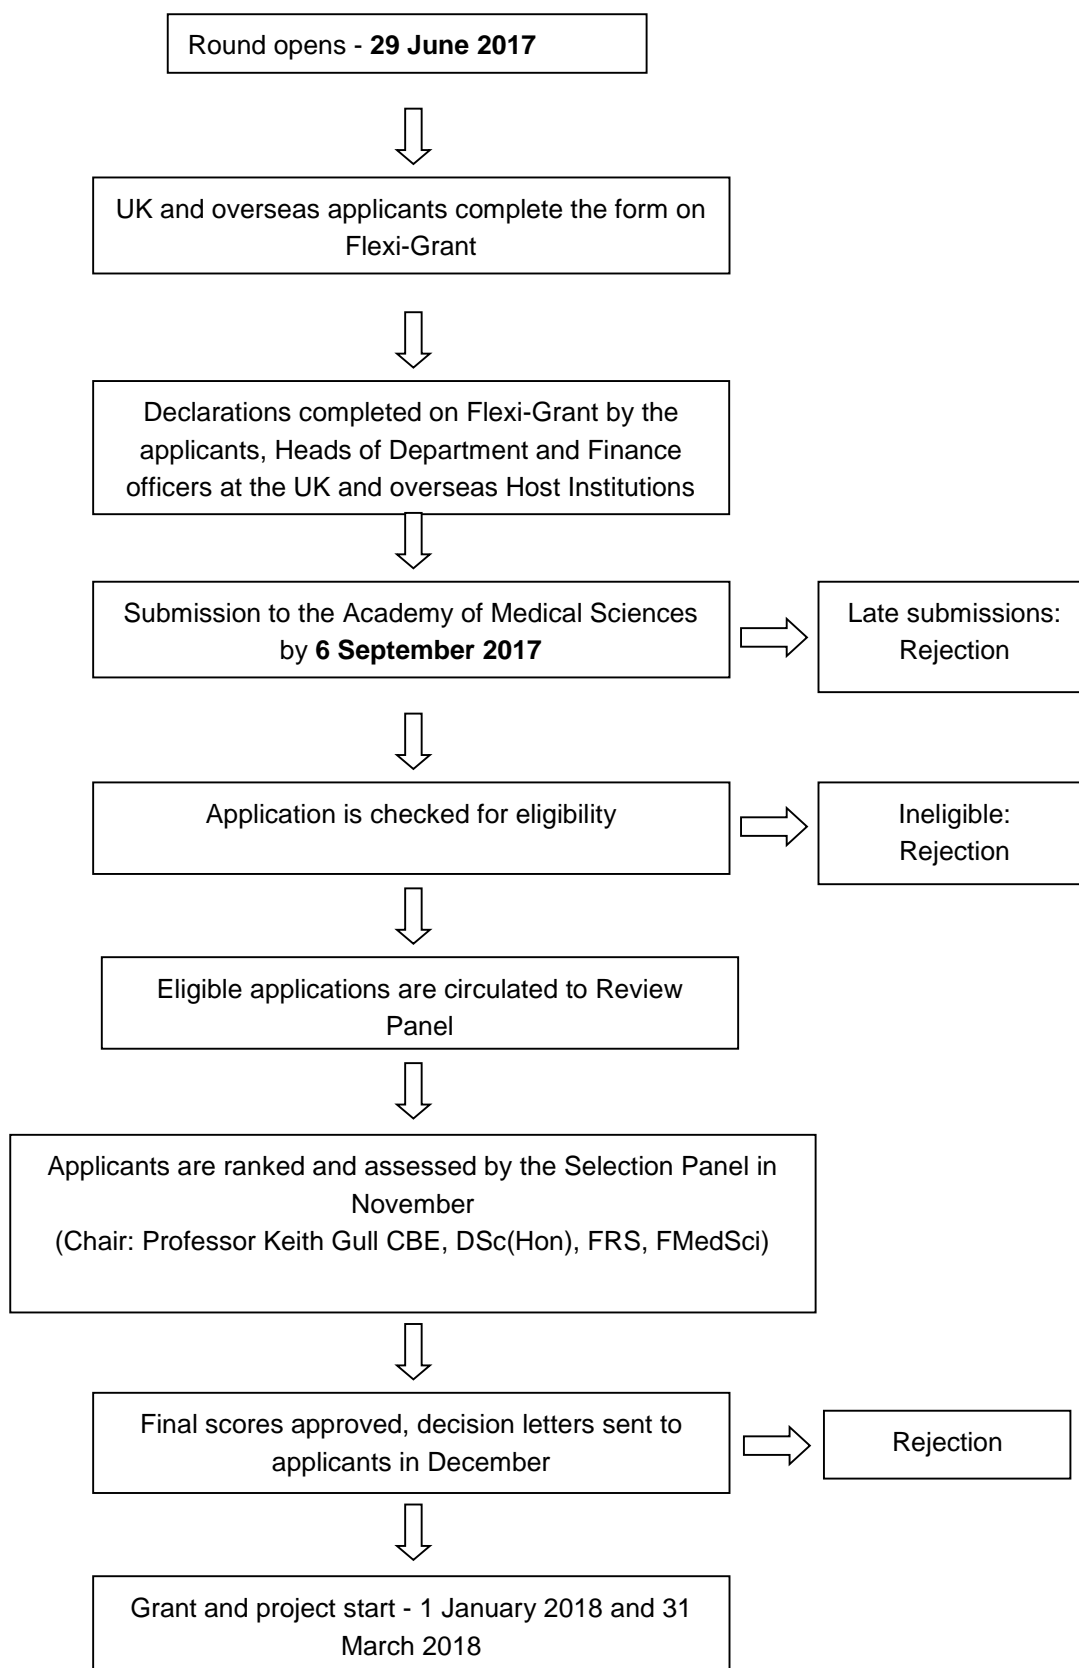 Round opens - 29 June 2017
UK and overseas applicants complete the form on
Flexi-Grant
Declarations completed on Flexi-Grant by the
applicants, Heads of Department and Finance
officers at the UK and overseas Host Institutions
Submission to the Academy of Medical Sciences
by 6 September 2017
Late submissions:
Rejection
Application is checked for eligibility
Ineligible:
Rejection
Eligible applications are circulated to Review
Panel
Applicants are ranked and assessed by the Selection Panel in
November
(Chair: Professor Keith Gull CBE, DSc(Hon), FRS, FMedSci)
Final scores approved, decision letters sent to
applicants in December
Rejection
Grant and project start - 1 January 2018 and 31
March 2018